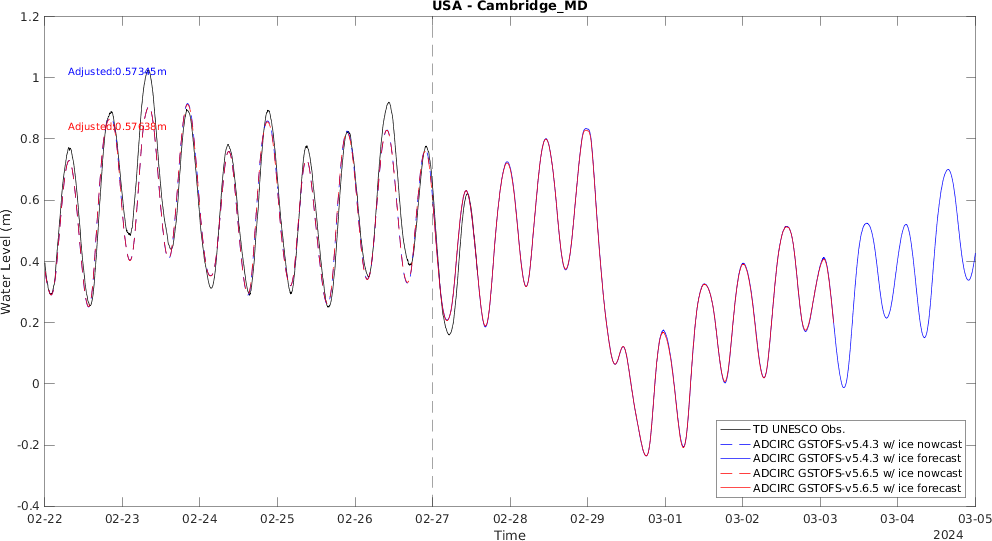 USA - Cambridge_MD
1.2
1
0.8
0.6
0.4
0.2
0
-0.2
-0.4
Water Level (m)
Adjusted:0.57345m
Adjusted:0.57638m
TD UNESCO Obs.
ADCIRC GSTOFS-v5.4.3 w/ ice nowcast
ADCIRC GSTOFS-v5.4.3 w/ ice forecast
ADCIRC GSTOFS-v5.6.5 w/ ice nowcast
ADCIRC GSTOFS-v5.6.5 w/ ice forecast
02-22 02-23 02-24 02-25 02-26 02-27 02-28 02-29 03-01 03-02 03-03 03-04 03-05
Time
2024